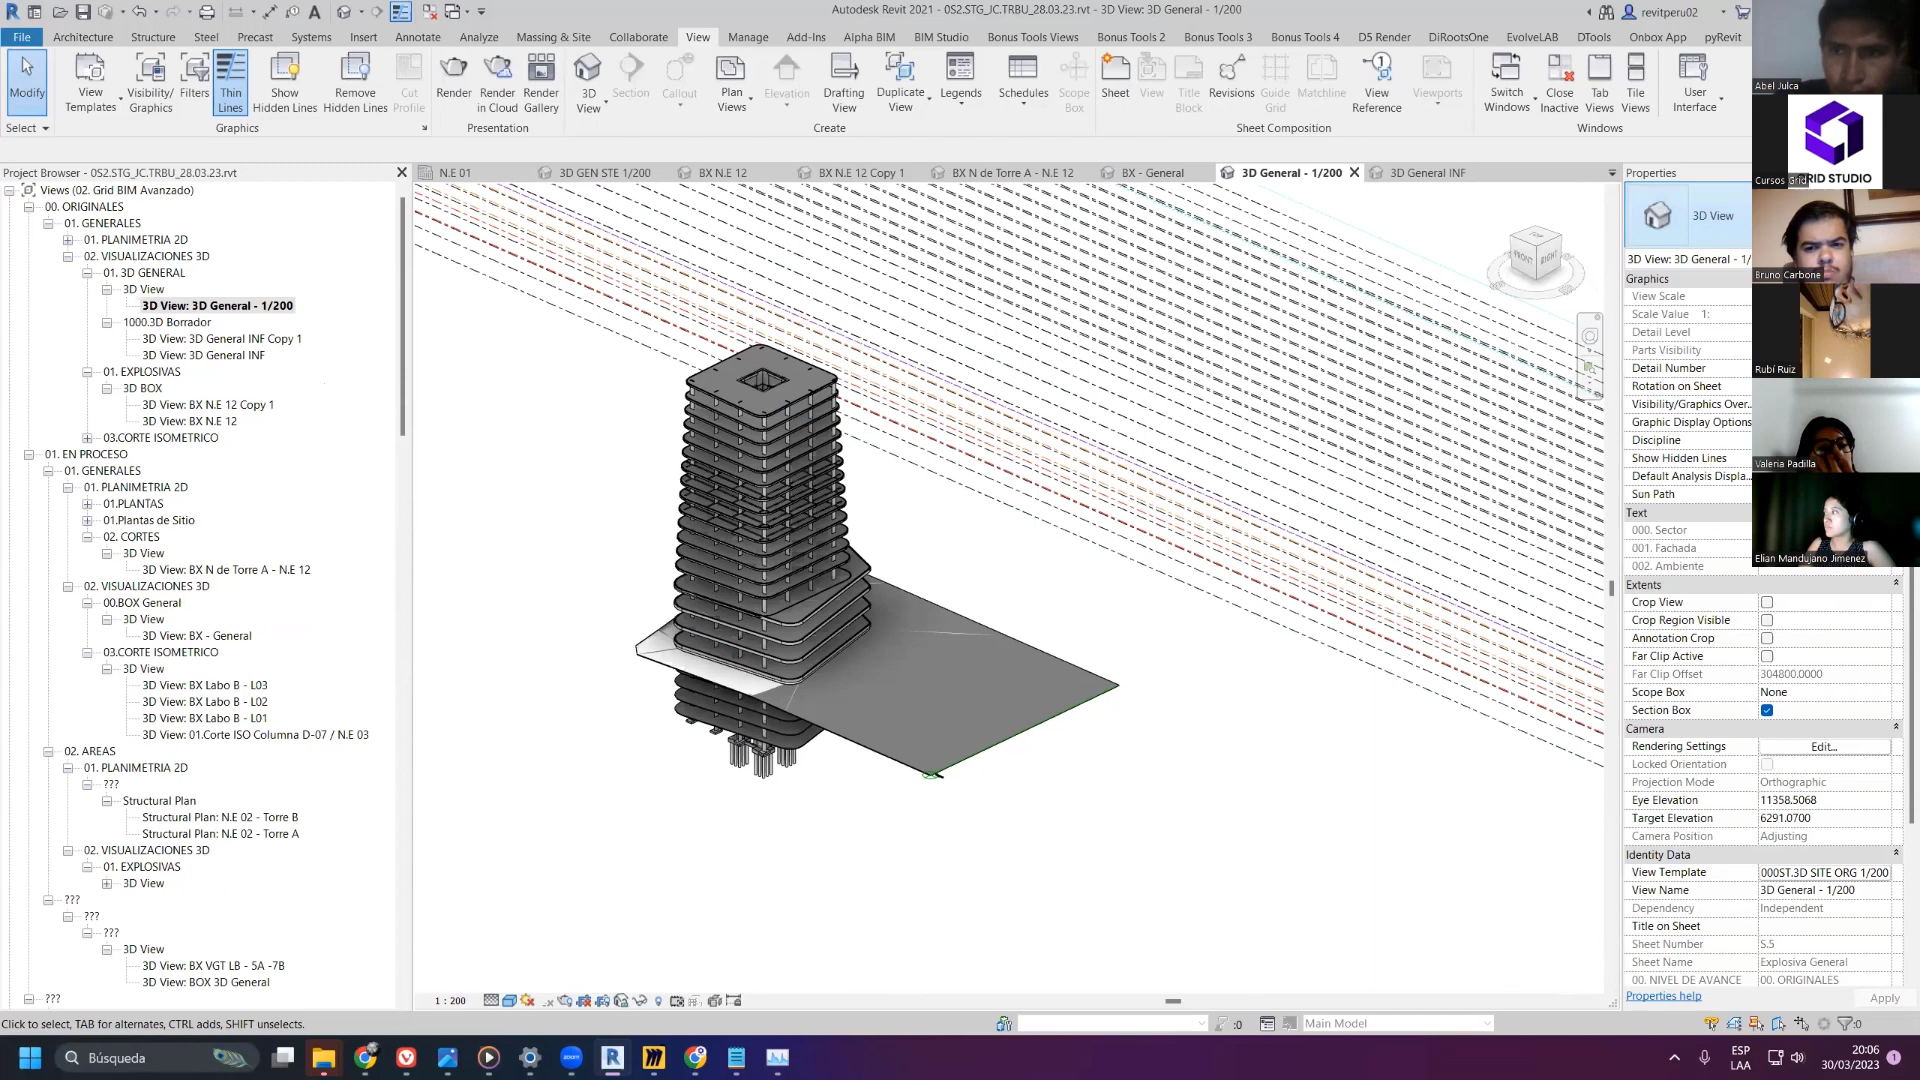 Autodesk Revit 2021 - 0S2.STG_JC.TRBU_28.03.23.rvt - 3D View: 3D General - 1/200
revitperu02
File
Architecture
Structure
Steel
Precast
Systems
Insert
Annotate
Analyze
Massing & Site
Collaborate
View
Manage
Add-Ins
Alpha BIM
BIM Studio
Bonus Tools Views
Bonus Tools 2
Bonus Tools 3
Bonus Tools 4
D5 Render
DiRootsOne
EvolveLAB
DTools
Onbox App
pyRevit
Modify
View Templates
Visibility/ Graphics
Filters
Thin Lines
Show Hidden Lines
Remove Hidden Lines
Cut Profile
Render
Render in Cloud
Render Gallery
3D View
Section
Callout
Plan Views
Elevation
Drafting View
Duplicate View
Legends
Schedules
Scope Box
Sheet
View
Title Block
Revisions
Guide Grid
Matchline
View Reference
Viewports
Switch Windows
Close Inactive
Tab Views
Tile Views
User Interface
Select
Graphics
Presentation
Create
Sheet Composition
Windows
Project Browser - 0S2.STG_JC.TRBU_28.03.23.rvt
Views (02. Grid BIM Avanzado)
00. ORIGINALES
01. GENERALES
01. PLANIMETRIA 2D
02. VISUALIZACIONES 3D
01. 3D GENERAL
3D View
3D View: 3D General - 1/200
1000.3D Borrador
3D View: 3D General INF Copy 1
3D View: 3D General INF
01. EXPLOSIVAS
3D BOX
3D View: BX N.E 12 Copy 1
3D View: BX N.E 12
03.CORTE ISOMETRICO
01. EN PROCESO
01. GENERALES
01. PLANIMETRIA 2D
01.PLANTAS
01.Plantas de Sitio
02. CORTES
3D View
3D View: BX N de Torre A - N.E 12
02. VISUALIZACIONES 3D
00.BOX General
3D View
3D View: BX - General
03.CORTE ISOMETRICO
3D View
3D View: BX Labo B - L03
3D View: BX Labo B - L02
3D View: BX Labo B - L01
3D View: 01.Corte ISO Columna D-07 / N.E 03
02. AREAS
01. PLANIMETRIA 2D
???
Structural Plan
Structural Plan: N.E 02 - Torre B
Structural Plan: N.E 02 - Torre A
02. VISUALIZACIONES 3D
01. EXPLOSIVAS
3D View
???
???
???
3D View
3D View: BX VGT LB - 5A -7B
3D View: BOX 3D General
???
N.E 01
3D GEN STE 1/200
BX N.E 12
BX N.E 12 Copy 1
BX N de Torre A - N.E 12
BX - General
3D General - 1/200
3D General INF
TOP
FRONT
RIGHT
1 : 200
Properties
3D View
3D View: 3D General - 1/
Graphics
View Scale
Scale Value 1:
Detail Level
Parts Visibility
Detail Number
Rotation on Sheet
Visibility/Graphics Over...
Graphic Display Options
Discipline
Show Hidden Lines
Default Analysis Displa...
Sun Path
Text
000. Sector
001. Fachada
002. Ambiente
Extents
Crop View
Crop Region Visible
Annotation Crop
Far Clip Active
Far Clip Offset 304800.0000
Scope Box None
Section Box
Camera
Rendering Settings Edit...
Locked Orientation
Projection Mode Orthographic
Eye Elevation 11358.5068
Target Elevation 6291.0700
Camera Position Adjusting
Identity Data
View Template 000ST.3D SITE ORG 1/200
View Name 3D General - 1/200
Dependency Independent
Title on Sheet
Sheet Number S.5
Sheet Name Explosiva General
00. NIVEL DE AVANCE 00. ORIGINALES
Properties help
Apply
Abel Julca
GRID STUDIO
Cursos Grid
Bruno Carbone
Rubí Ruiz
Valeria Padilla
Elian Mandujano Jimenez
Click to select, TAB for alternates, CTRL adds, SHIFT unselects.
:0
Main Model
:0
Búsqueda
zoom
ESP
LAA
20:06
30/03/2023
1